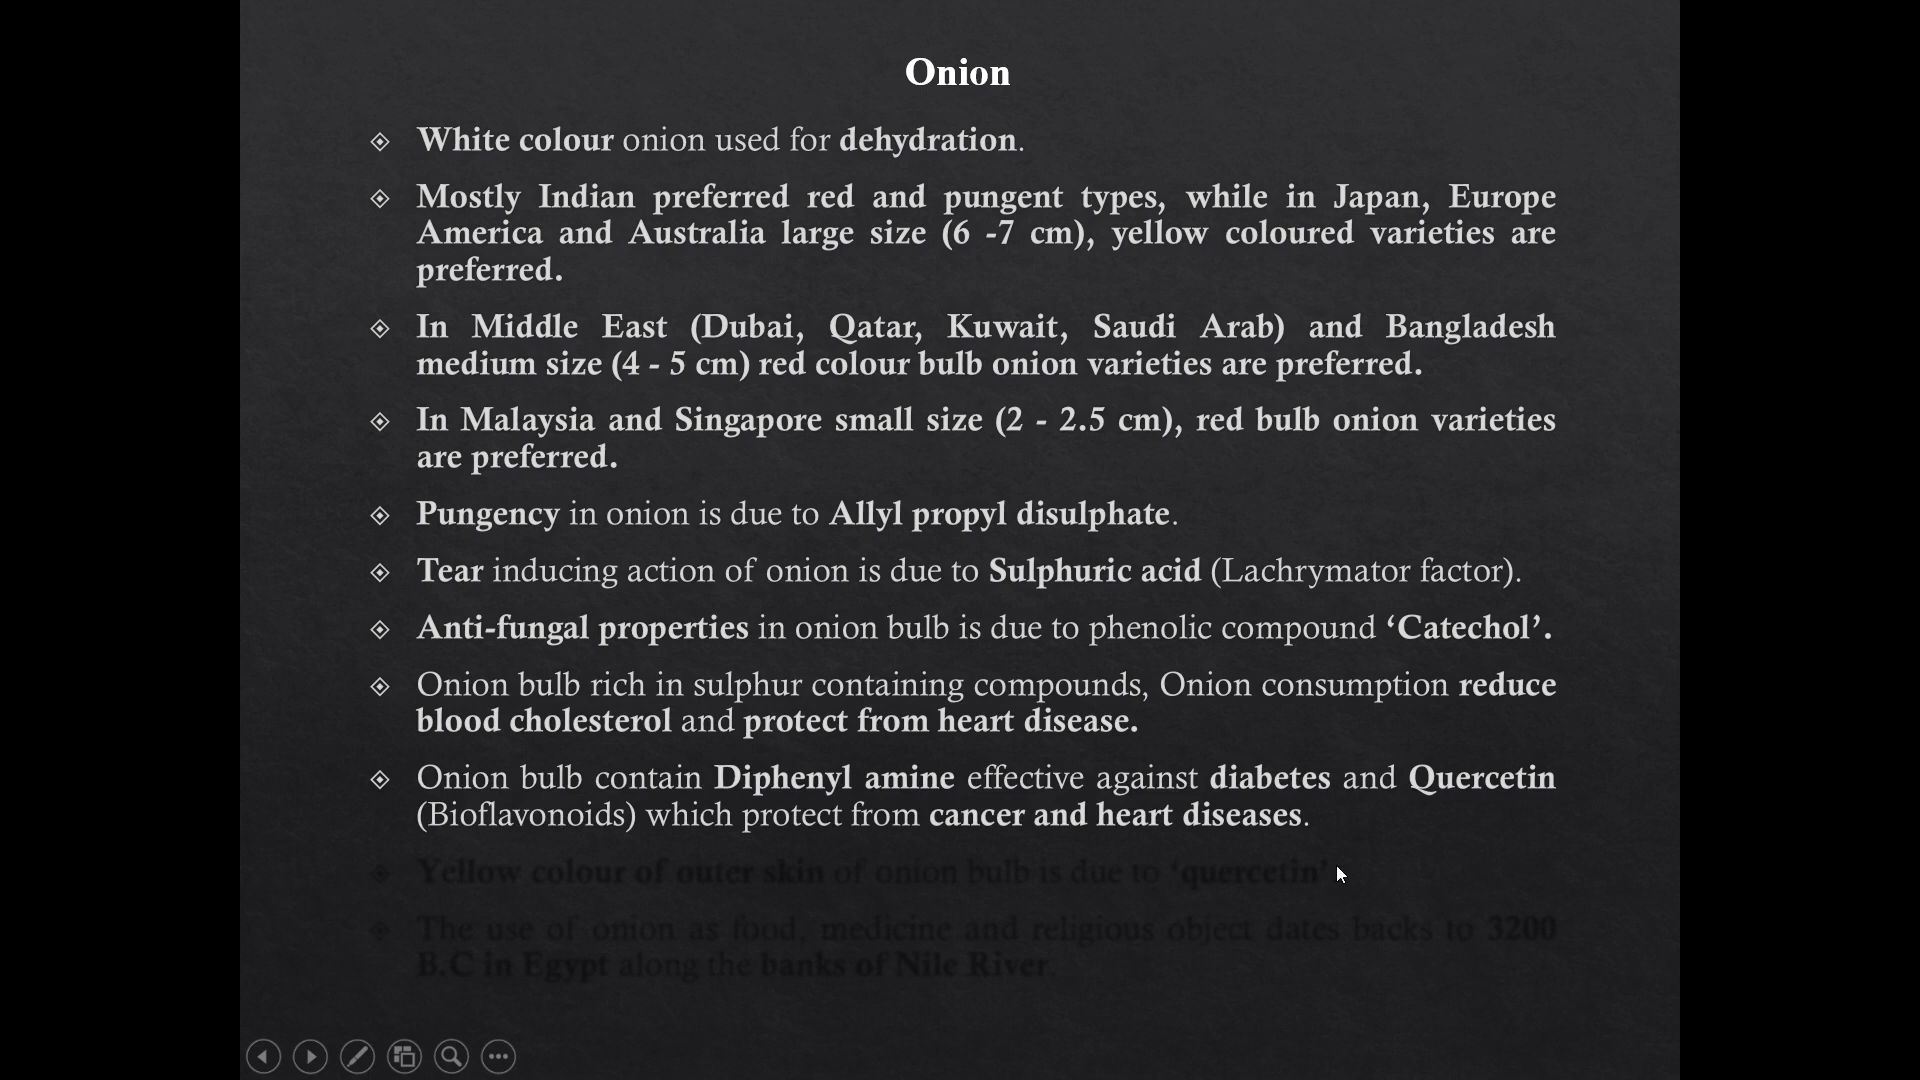 Onion
White colour onion used for dehydration.
Mostly Indian preferred red and pungent types, while in Japan, Europe
America and Australia large size (6 -7 cm), yellow coloured varieties are
preferred.
In Middle East (Dubai, Qatar, Kuwait, Saudi Arab) and Bangladesh
medium size (4 - 5 cm) red colour bulb onion varieties are preferred.
In Malaysia and Singapore small size (2 - 2.5 cm), red bulb onion varieties
are preferred.
Pungency in onion is due to Allyl propyl disulphate.
Tear inducing action of onion is due to Sulphuric acid (Lachrymator factor).
Anti-fungal properties in onion bulb is due to phenolic compound ‘Catechol’.
Onion bulb rich in sulphur containing compounds, Onion consumption reduce
blood cholesterol and protect from heart disease.
Onion bulb contain Diphenyl amine effective against diabetes and Quercetin
(Bioflavonoids) which protect from cancer and heart diseases.
Yellow colour of outer skin of onion bulb is due to ‘quercetin’
The use of onion as food, medicine and religious object dates backs to 3200
B.C in Egypt along the banks of Nile River.